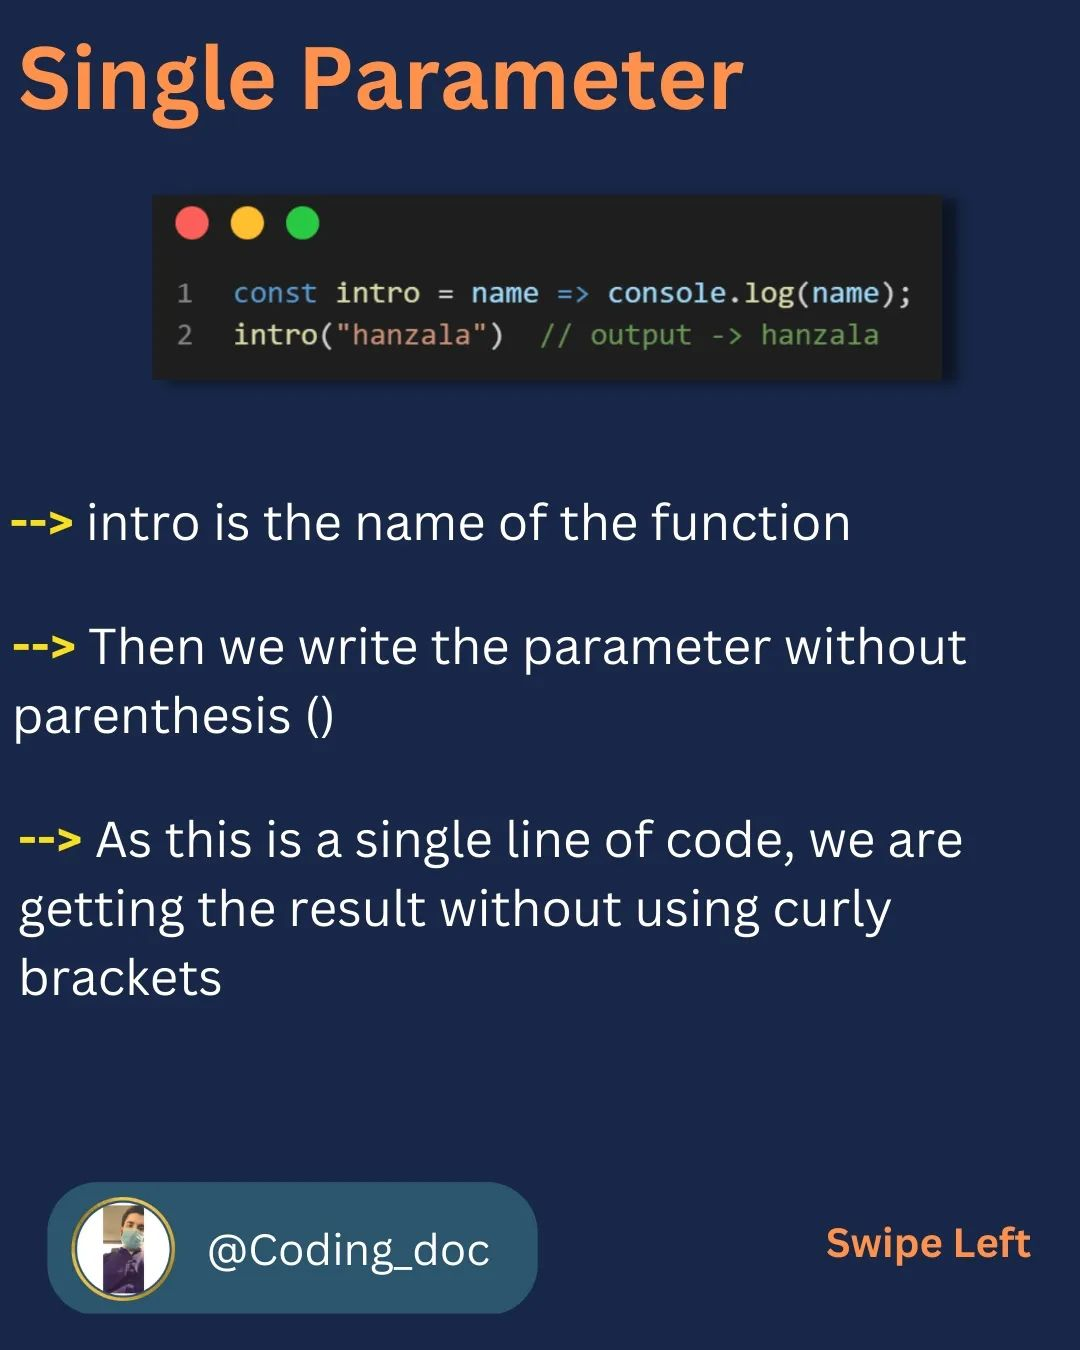 Single Parameter
1 const intro = name => console.log(name);
2 intro("hanzala") // output -> hanzala
--> intro is the name of the function
--> Then we write the parameter without
parenthesis ()
--> As this is a single line of code, we are
getting the result without using curly
brackets
@Coding_doc
Swipe Left